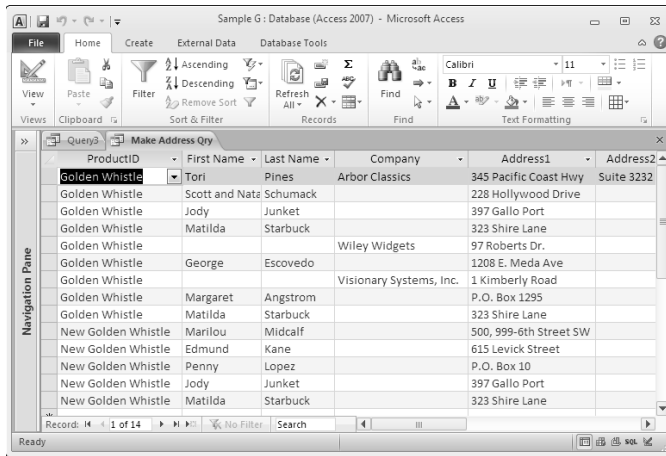 Sample G : Database (Access 2007) - Microsoft Access
File Home Create External Data Database Tools
View
Paste
Filter
Ascending
Descending
Remove Sort
Refresh All
Find
Calibri 11
B I U
A
Views Clipboard Sort & Filter Records Find Text Formatting
Query3 Make Address Qry
ProductID First Name Last Name Company Address1 Address2
Golden Whistle Tori Pines Arbor Classics 345 Pacific Coast Hwy Suite 3232
Golden Whistle Scott and Nata Schumack 228 Hollywood Drive
Golden Whistle Jody Junket 397 Gallo Port
Golden Whistle Matilda Starbuck 323 Shire Lane
Golden Whistle Wiley Widgets 97 Roberts Dr.
Golden Whistle George Escovedo 1208 E. Meda Ave
Golden Whistle Visionary Systems, Inc. 1 Kimberly Road
Golden Whistle Margaret Angstrom P.O. Box 1295
Golden Whistle Matilda Starbuck 323 Shire Lane
New Golden Whistle Marilou Midcalf 500, 999-6th Street SW
New Golden Whistle Edmund Kane 615 Levick Street
New Golden Whistle Penny Lopez P.O. Box 10
New Golden Whistle Jody Junket 397 Gallo Port
New Golden Whistle Matilda Starbuck 323 Shire Lane
Navigation Pane
Record: 1 of 14 No Filter Search
Ready SQL